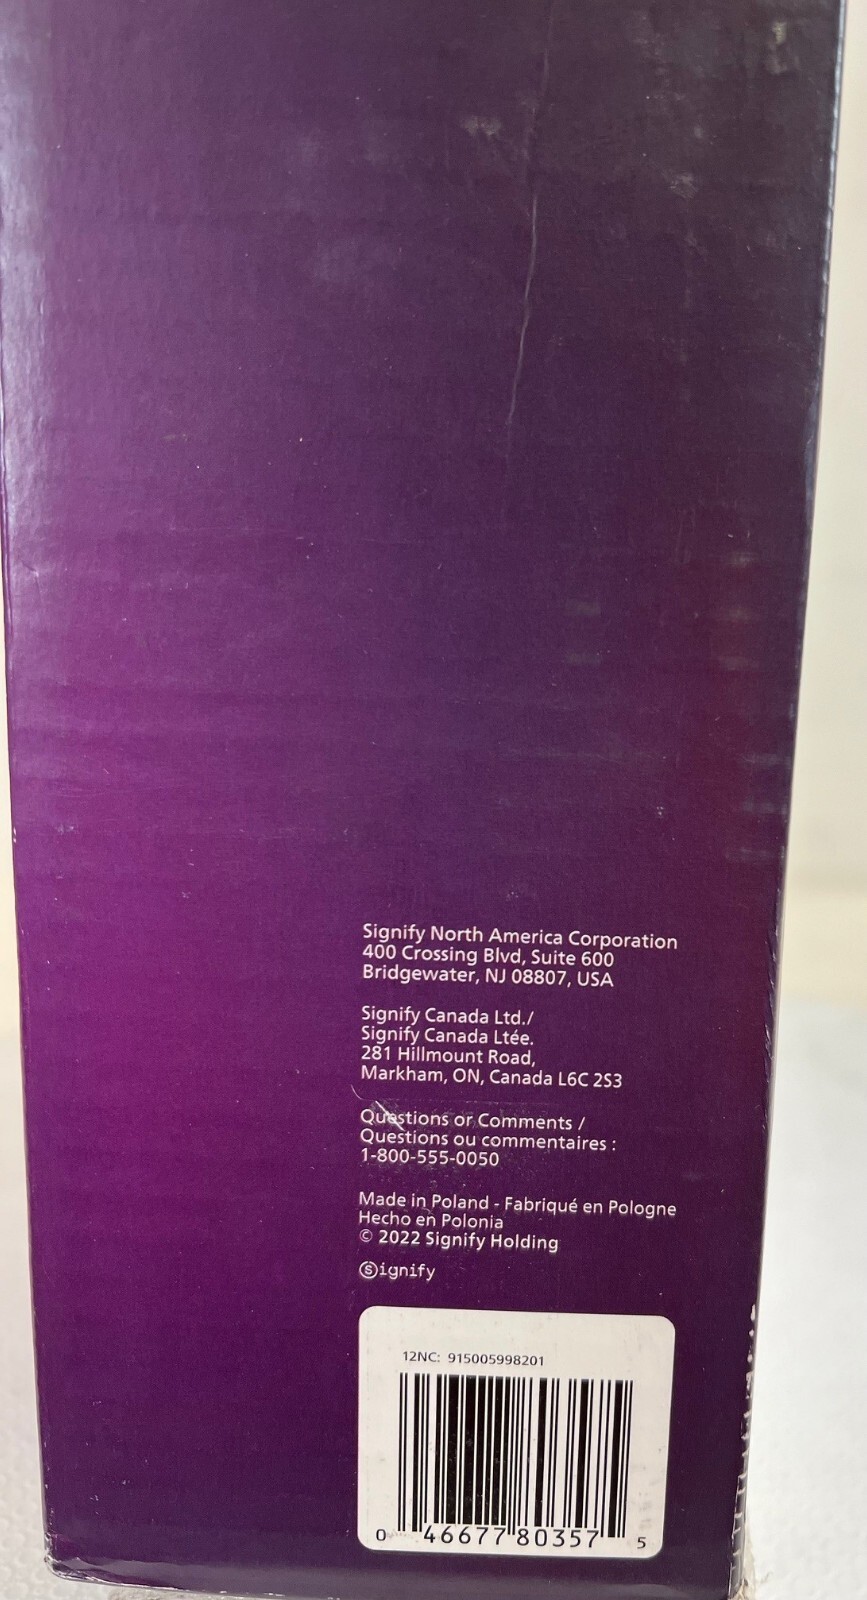 Signify North America Corporation
400 Crossing Blvd, Suite 600
Bridgewater, NJ 08807, USA
Signify Canada Ltd./
Signify Canada Ltée.
281 Hillmount Road,
Markham, ON, Canada L6C 2S3
Questions or Comments /
Questions ou commentaires :
1-800-555-0050
Made in Poland - Fabriqué en Pologne
Hecho en Polonia
© 2022 Signify Holding
Signify
12NC: 915005998201
0 46677 80357 5